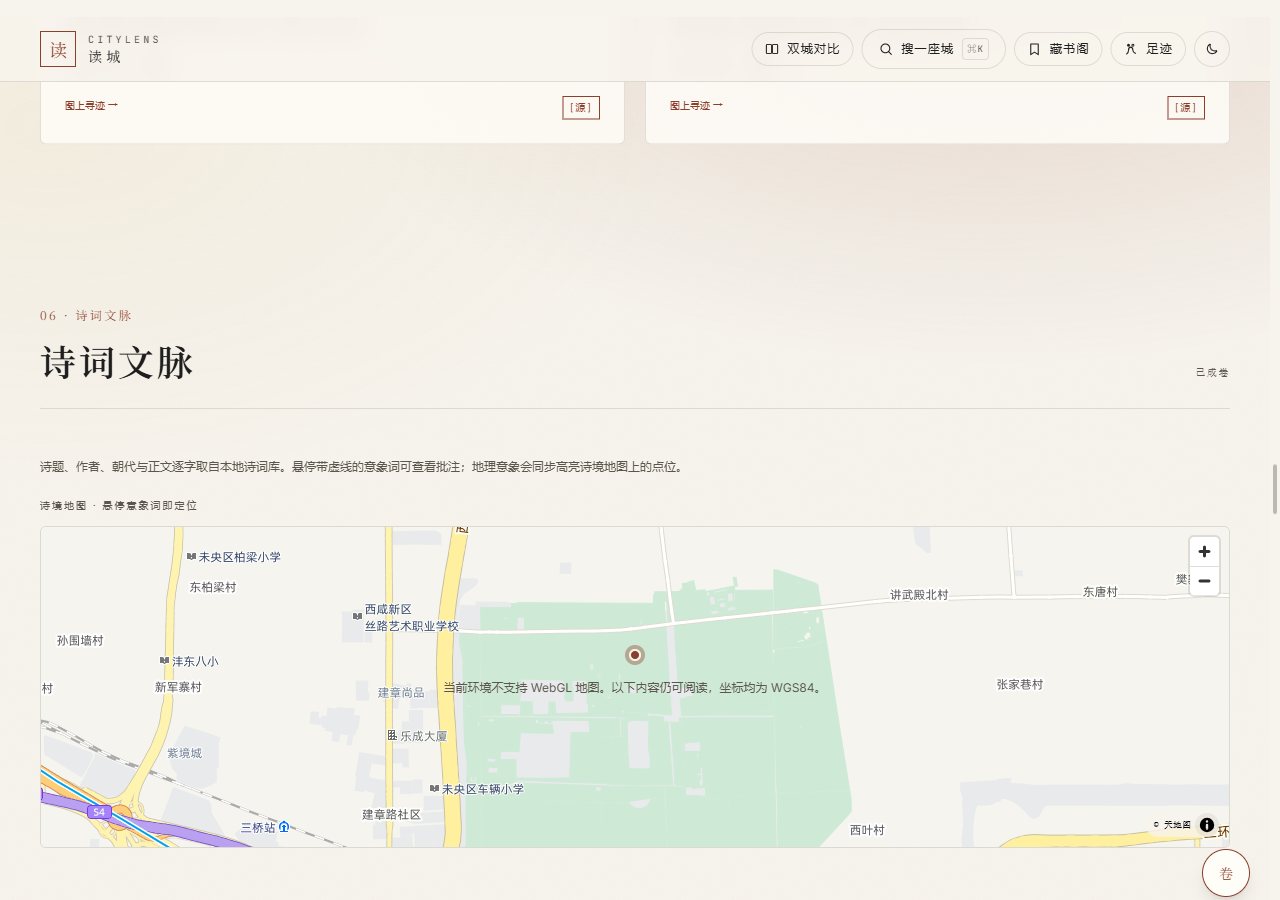 读
CITYLENS
读城
双城对比
搜一座城
⌘K
藏书阁
足迹
图上寻迹 →
[源]
图上寻迹 →
[源]
06 · 诗词文脉
诗词文脉
已成卷
诗题、作者、朝代与正文逐字取自本地诗词库。悬停带虚线的意象词可查看批注；地理意象会同步高亮诗境地图上的点位。
诗境地图 · 悬停意象词即定位
未央区柏梁小学
东柏梁村
西咸新区
丝路艺术职业学校
讲武殿北村
东唐村
樊
孙围墙村
沣东八小
新军寨村
村
建章尚品
当前环境不支持 WebGL 地图。以下内容仍可阅读，坐标均为 WGS84。
张家巷村
乐成大厦
紫境城
未央区车辆小学
S4
三桥站
建章路社区
西叶村
© 天地图
二环
卷